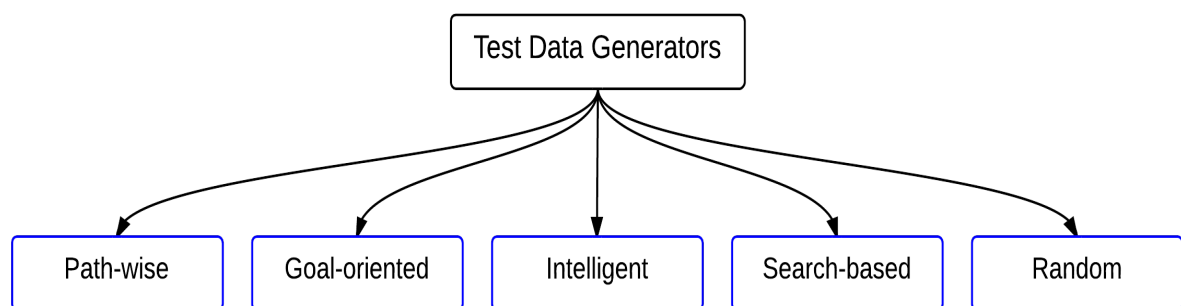 Test Data Generators
Path-wise
Goal-oriented
Intelligent
Search-based
Random